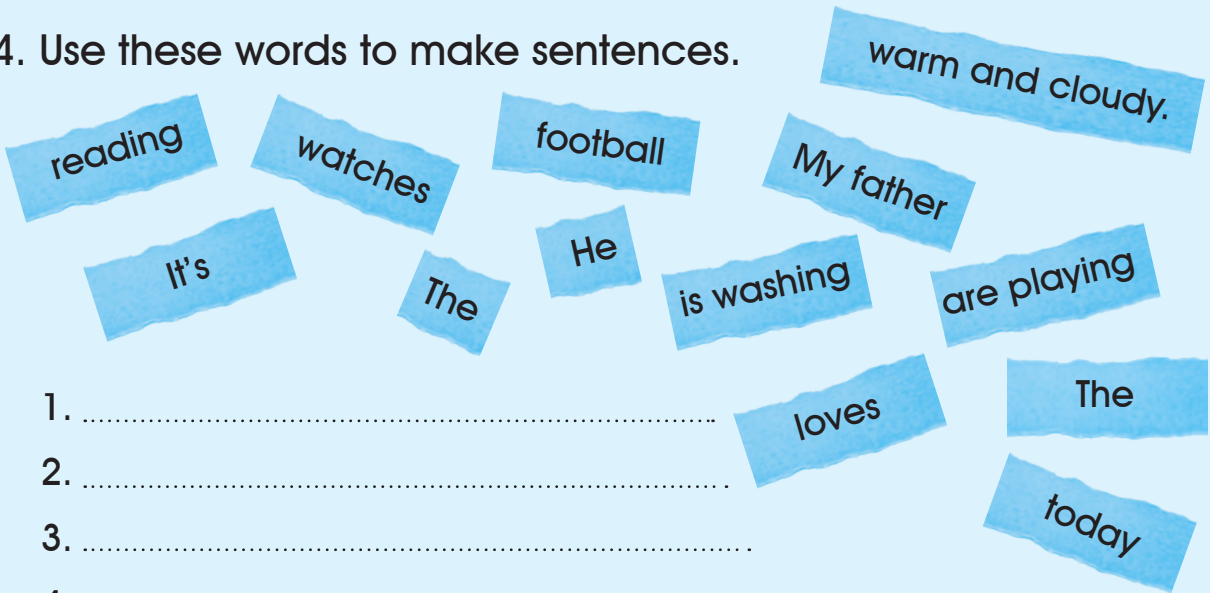 4. Use these words to make sentences.
warm and cloudy.
reading
watches
football
My father
It's
The
He
is washing
are playing
1.
loves
The
2.
today
3.